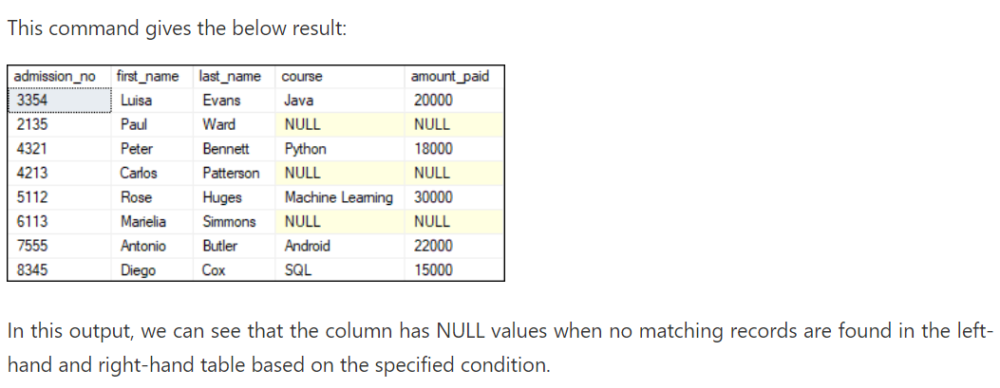 This command gives the below result:
admission_no first_name last_name course amount_paid
3354 Luisa Evans Java 20000
2135 Paul Ward NULL NULL
4321 Peter Bennett Python 18000
4213 Carlos Patterson NULL NULL
5112 Rose Huges Machine Learning 30000
6113 Marielia Simmons NULL NULL
7555 Antonio Butler Android 22000
8345 Diego Cox SQL 15000
In this output, we can see that the column has NULL values when no matching records are found in the left-
hand and right-hand table based on the specified condition.